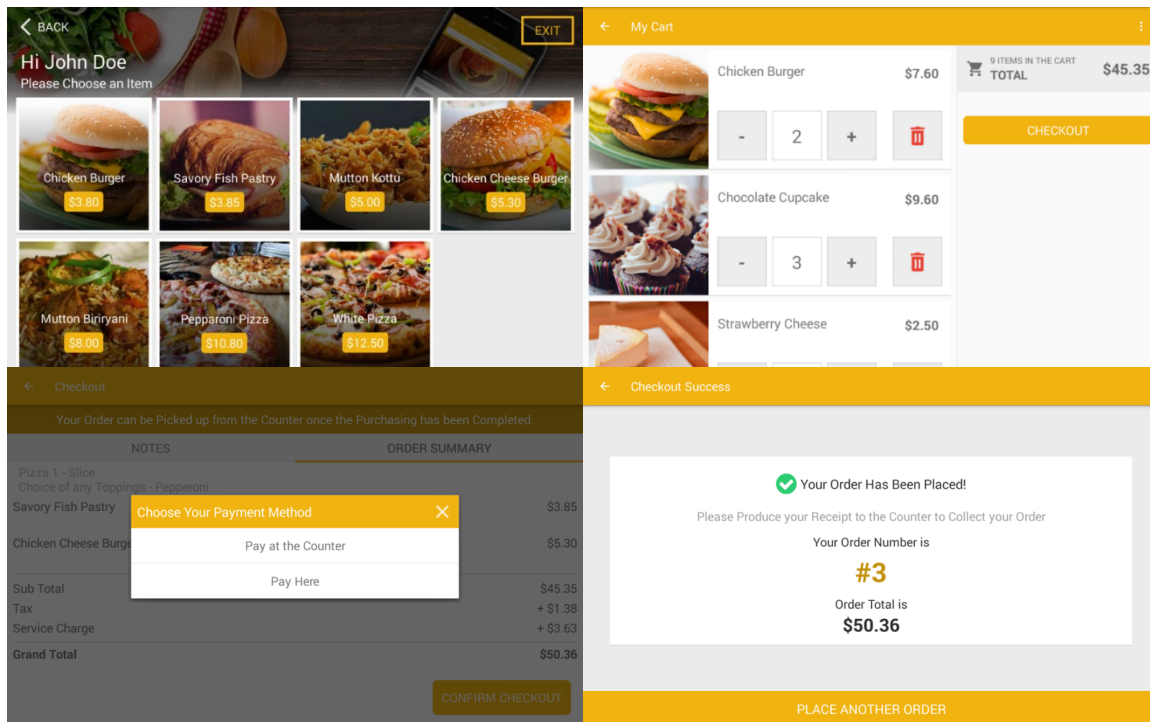 BACK
EXIT
Hi John Doe
Please Choose an Item
Chicken Burger
$3.80
Savory Fish Pastry
$3.85
Mutton Kottu
$5.00
Chicken Cheese Burger
$5.30
Mutton Biriryani
$8.00
Pepparoni Pizza
$10.80
White Pizza
$12.50
My Cart
Chicken Burger
$7.60
- 2 +
Chocolate Cupcake
$9.60
- 3 +
Strawberry Cheese
$2.50
9 ITEMS IN THE CART
TOTAL
$45.35
CHECKOUT
Checkout
Your Order can be Picked up from the Counter once the Purchasing has been Completed.
NOTES
ORDER SUMMARY
Pizza 1 - Slice
Choice of any Toppings - Pepperoni
Savory Fish Pastry
$3.85
Chicken Cheese Burge
$5.30
Choose Your Payment Method
Pay at the Counter
Pay Here
Sub Total
$45.35
Tax
+ $1.38
Service Charge
+ $3.63
Grand Total
$50.36
CONFIRM CHECKOUT
Checkout Success
Your Order Has Been Placed!
Please Produce your Receipt to the Counter to Collect your Order
Your Order Number is
#3
Order Total is
$50.36
PLACE ANOTHER ORDER